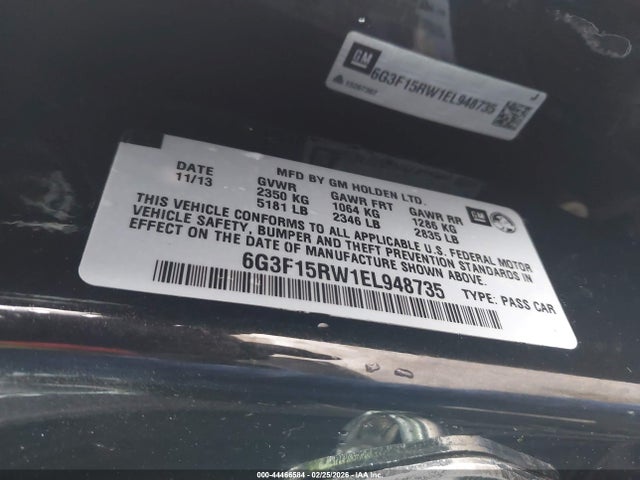 GM
6G3F15RW1EL948735
J
DATE
11/13
MFD BY GM HOLDEN LTD.
GVWR GAWR FRT GAWR RR
2350 KG 1064 KG 1286 KG
5181 LB 2346 LB 2835 LB
GM
THIS VEHICLE CONFORMS TO ALL APPLICABLE U.S. FEDERAL MOTOR
VEHICLE SAFETY, BUMPER AND THEFT PREVENTION STANDARDS IN
EFFECT ON THE DATE OF MANUFACTURE SHOWN ABOVE.
6G3F15RW1EL948735
TYPE: PASS CAR
000-44466584 - 02/25/2026 - IAA Inc.